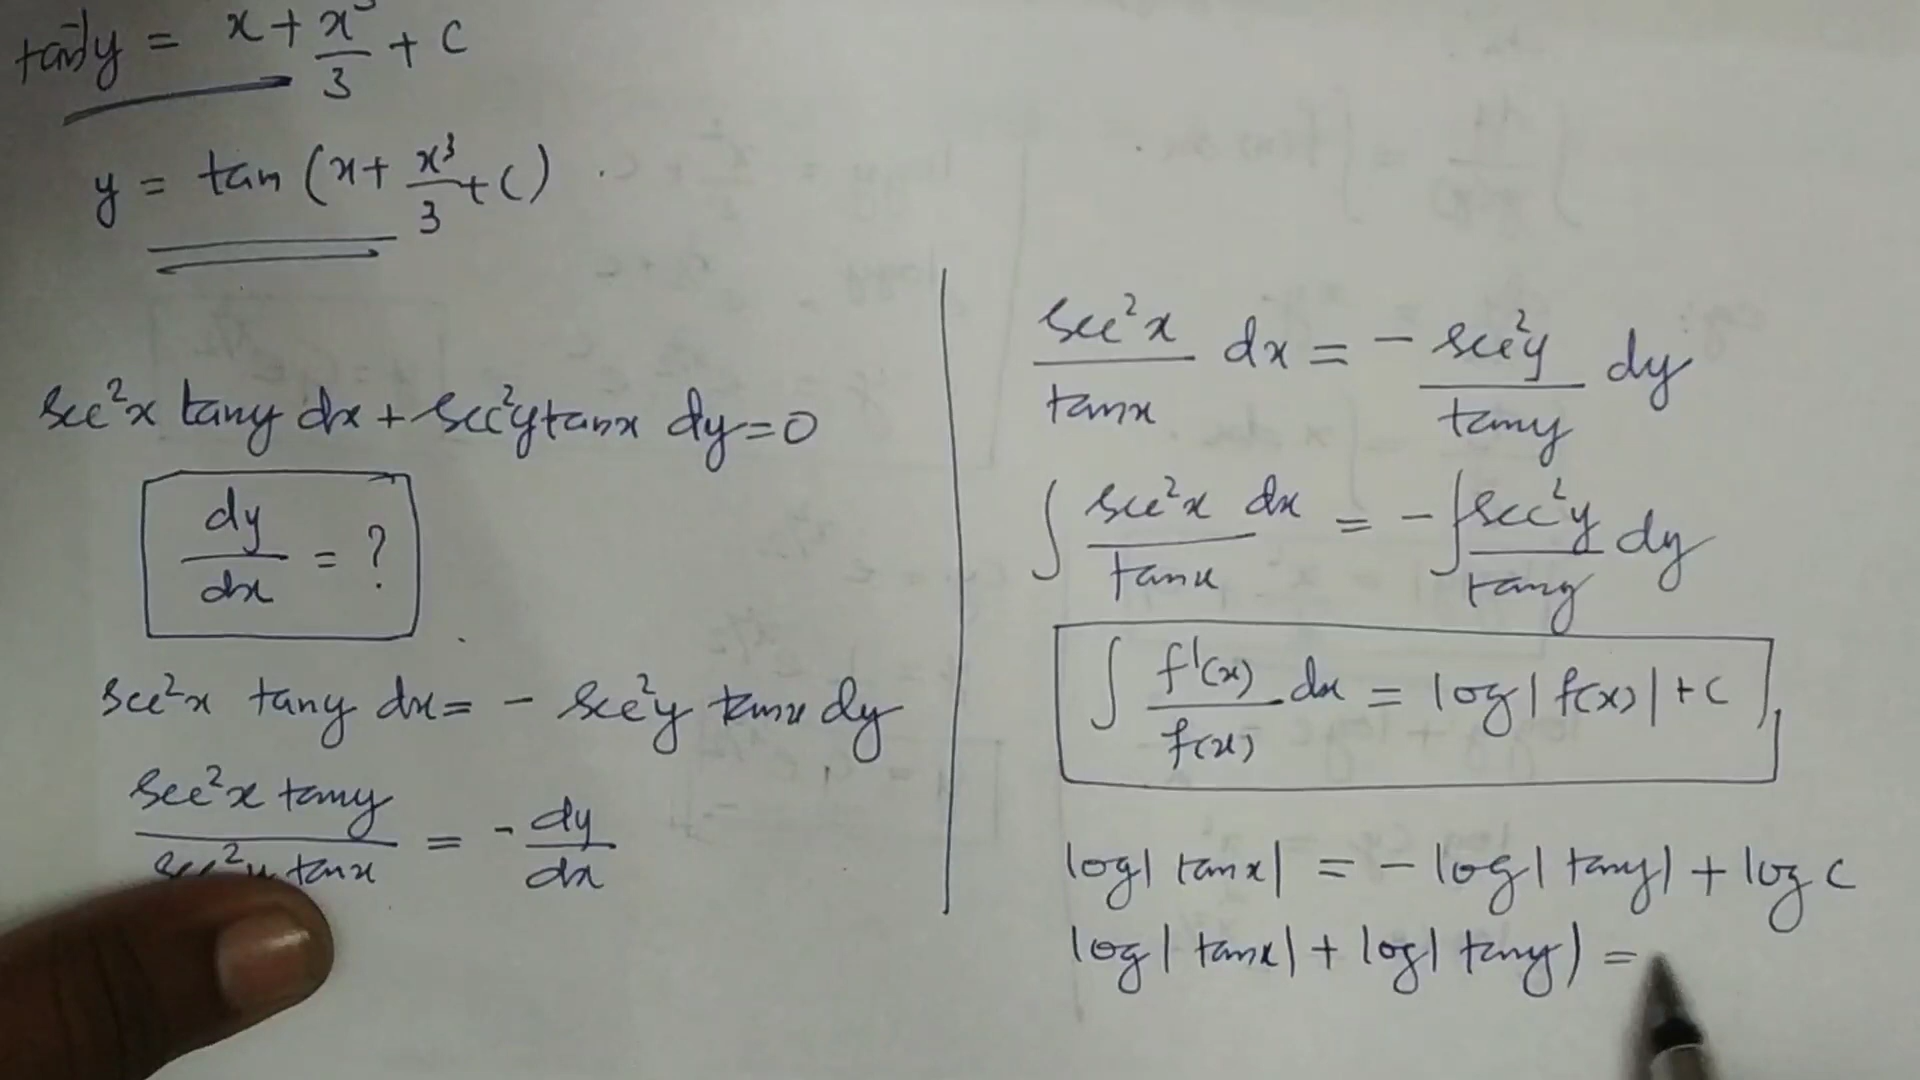 tan⁻¹y = x + x³/3 + C
y = tan (x + x³/3 + C)
sec²x tany dx + sec²y tanx dy = 0
dy/dx = ?
sec²x tany dx = - sec²y tanx dy
sec²x tany / sec²y tanx = - dy/dx
sec²x/tanx dx = - sec²y/tany dy
∫ sec²x dx/tanx = - ∫ sec²y/tany dy
∫ f'(x)/f(x) dx = log|f(x)| + C
log|tanx| = - log|tany| + log C
log|tanx| + log|tany) =